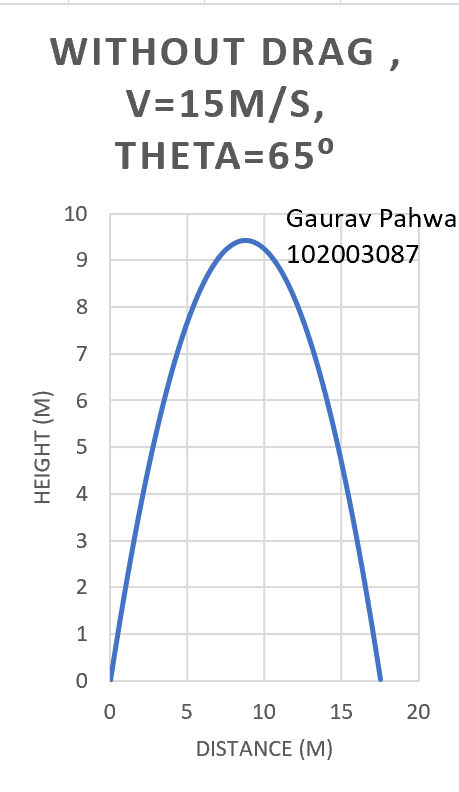 WITHOUT DRAG ,
V=15M/S,
THETA=65⁰
Gaurav Pahwa
102003087
10
9
8
7
6
5
4
3
2
1
0
HEIGHT (M)
0 5 10 15 20
DISTANCE (M)